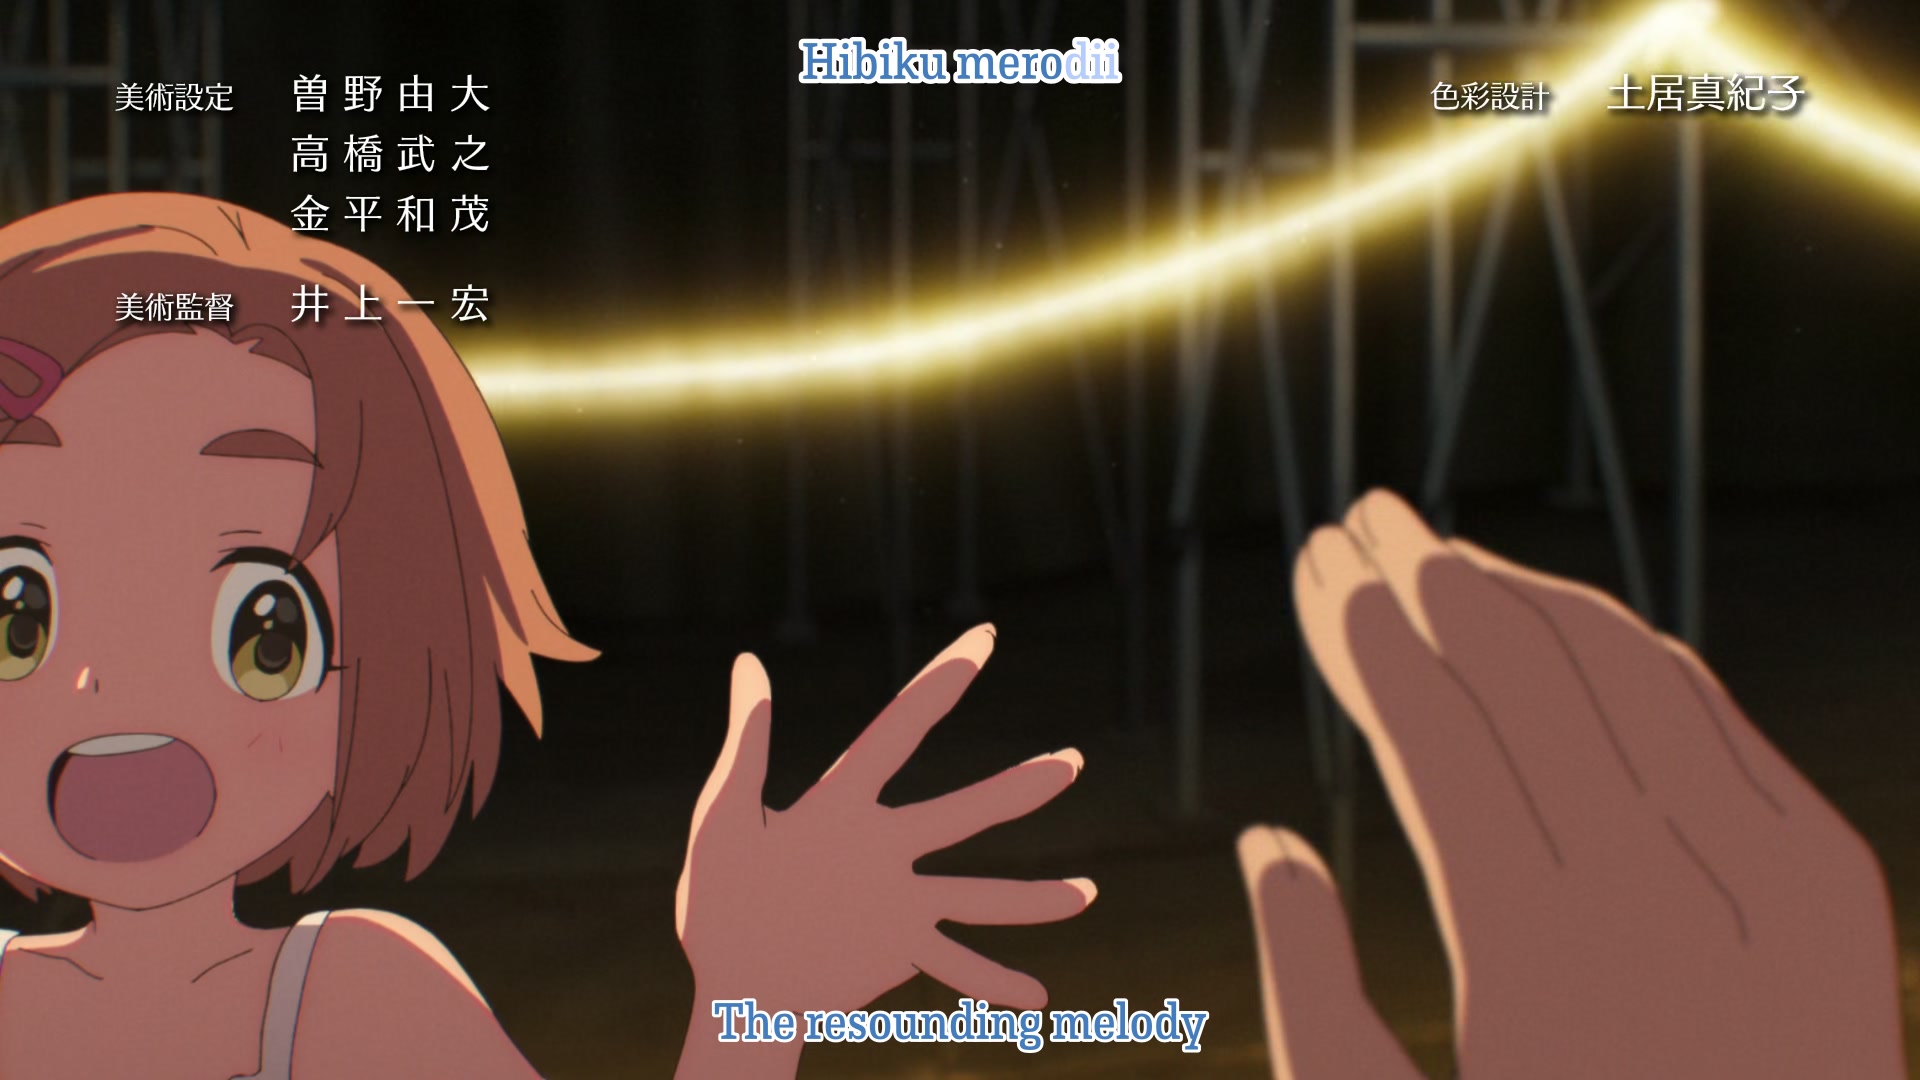 Hibiku merodii
美術設定 曽野由大
高橋武之
金平和茂
美術監督 井上一宏
色彩設計 土居真紀子
The resounding melody